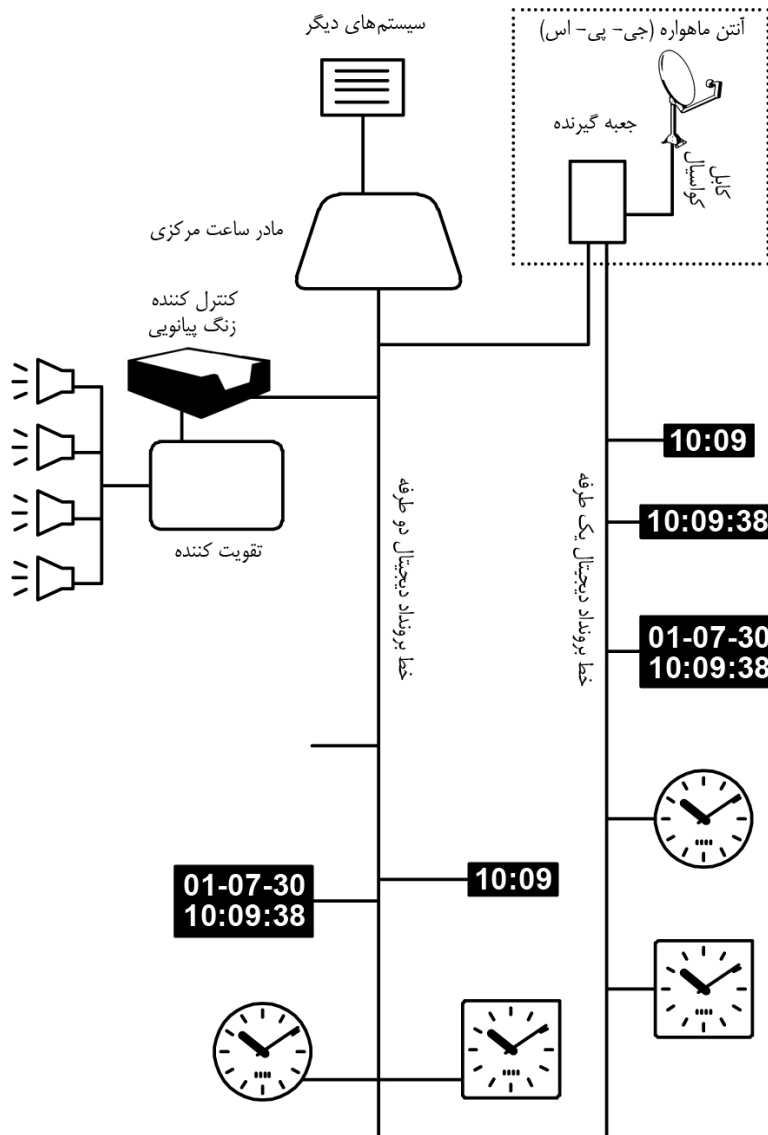 سیستم‌های دیگر
آنتن ماهواره (جی- پی- اس)
جعبه گیرنده
کابل
کواسیال
مادر ساعت مرکزی
کنترل کننده
زنگ پیانویی
تقویت کننده
خط برونداد دیجیتال دو طرفه
خط برونداد دیجیتال یک طرفه
10:09
10:09:38
01-07-30
10:09:38
01-07-30
10:09:38
10:09